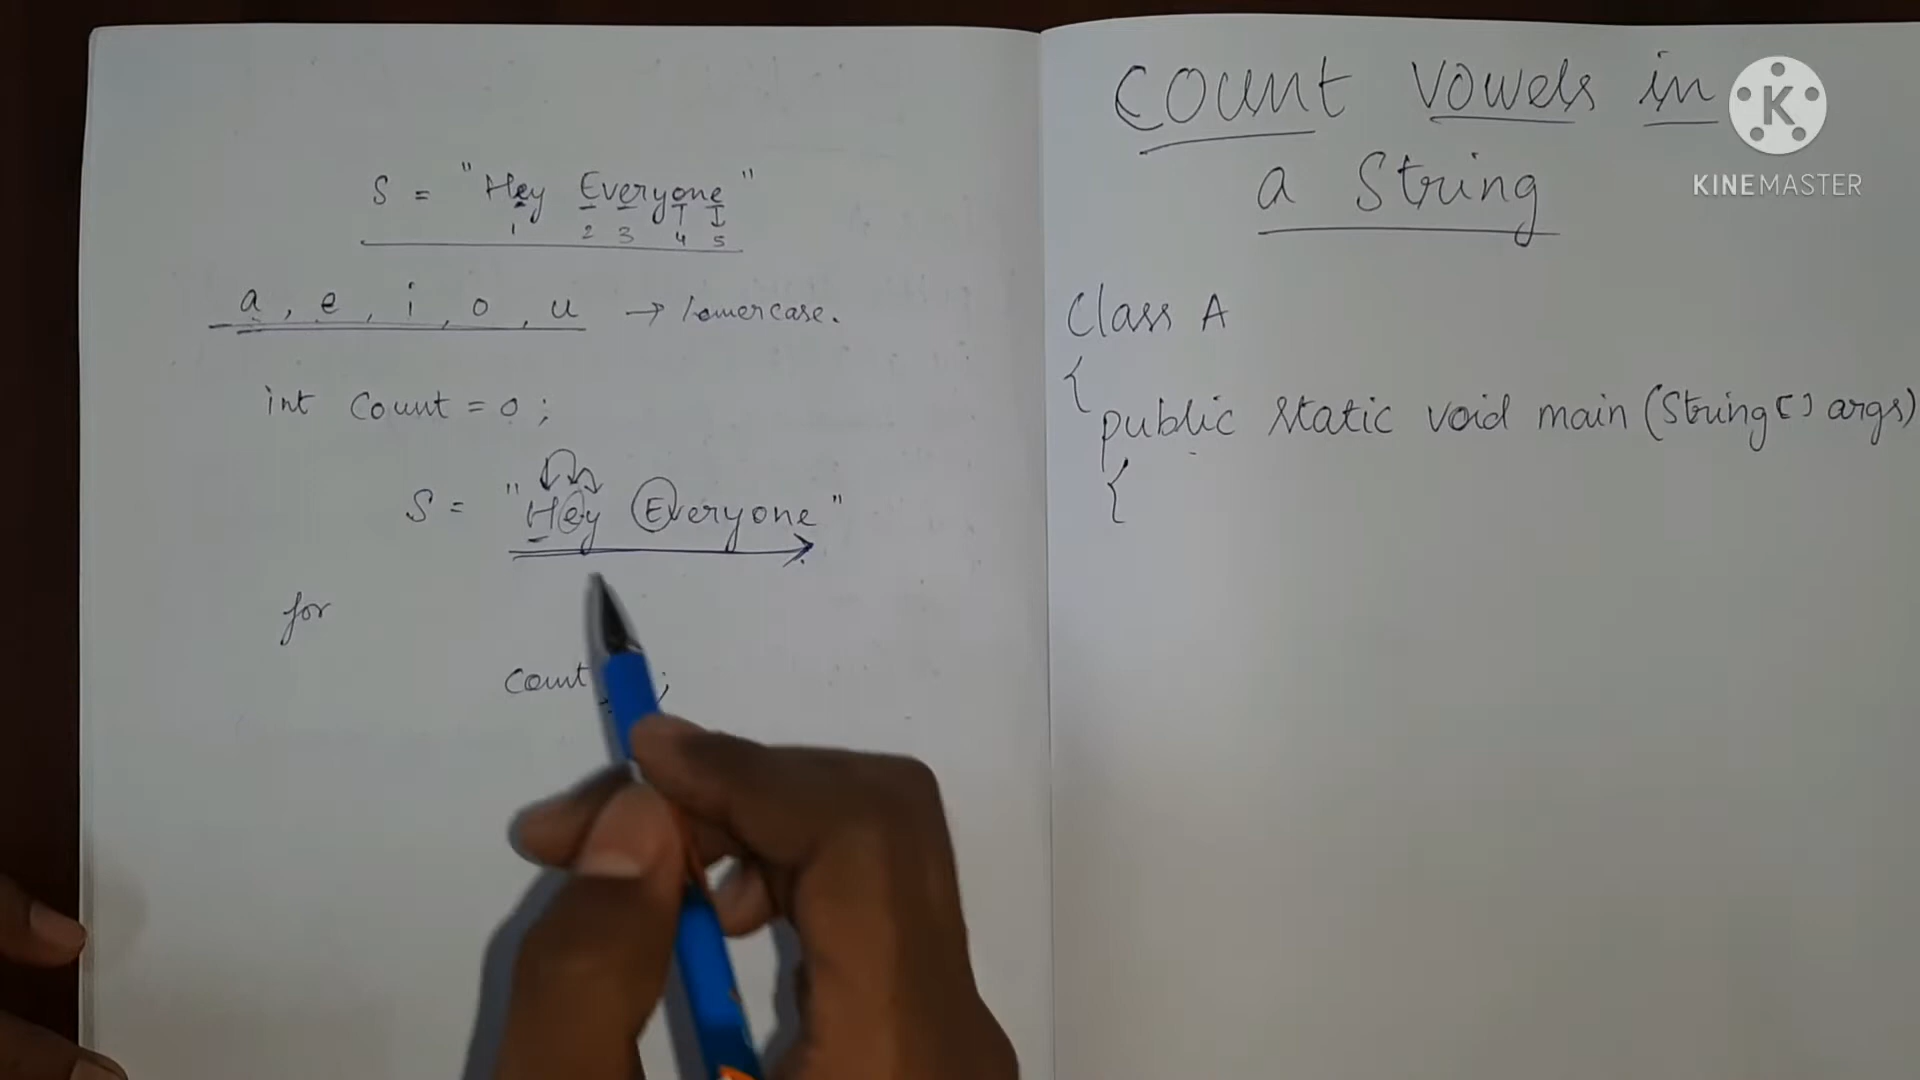 S = "Hey Everyone"
1 2 3 4 5
a, e, i, o, u → lowercase.
int Count = 0;
S = "Hey Everyone"
for
Count ;
Count Vowels in
a String
Class A
{
public static void main (String[] args)
{
K
KINEMASTER